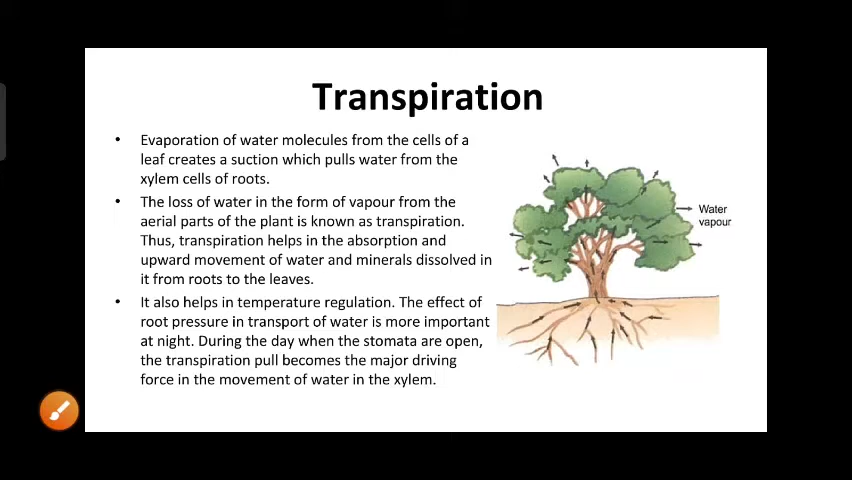 Transpiration
• Evaporation of water molecules from the cells of a
leaf creates a suction which pulls water from the
xylem cells of roots.
• The loss of water in the form of vapour from the
aerial parts of the plant is known as transpiration.
Thus, transpiration helps in the absorption and
upward movement of water and minerals dissolved in
it from roots to the leaves.
• It also helps in temperature regulation. The effect of
root pressure in transport of water is more important
at night. During the day when the stomata are open,
the transpiration pull becomes the major driving
force in the movement of water in the xylem.
Water
vapour